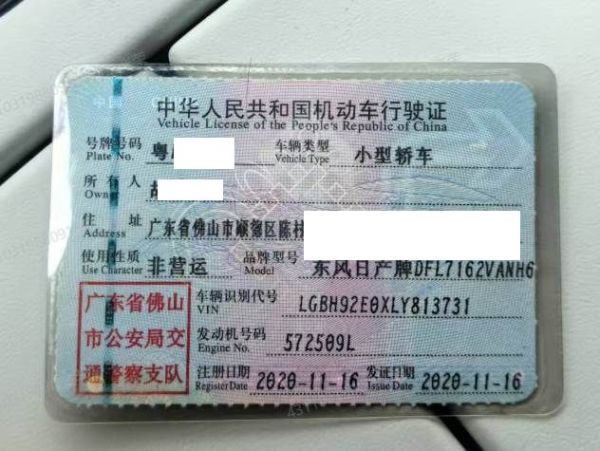 中华人民共和国机动车行驶证
Vehicle License of the People's Republic of China
号牌号码 粤 车辆类型 小型轿车
Plate No. Vehicle Type
所有人 胡
Owner
住址 广东省佛山市顺德区陈村
Address
使用性质 非营运 品牌型号 东风日产牌DFL7162VANH6
Use Character Model
广东省佛山
市公安局交
通警察支队
车辆识别代号 LGBH92E0XLY813731
VIN
发动机号码 572509L
Engine No.
注册日期 2020-11-16 发证日期 2020-11-16
Register Date Issue Date